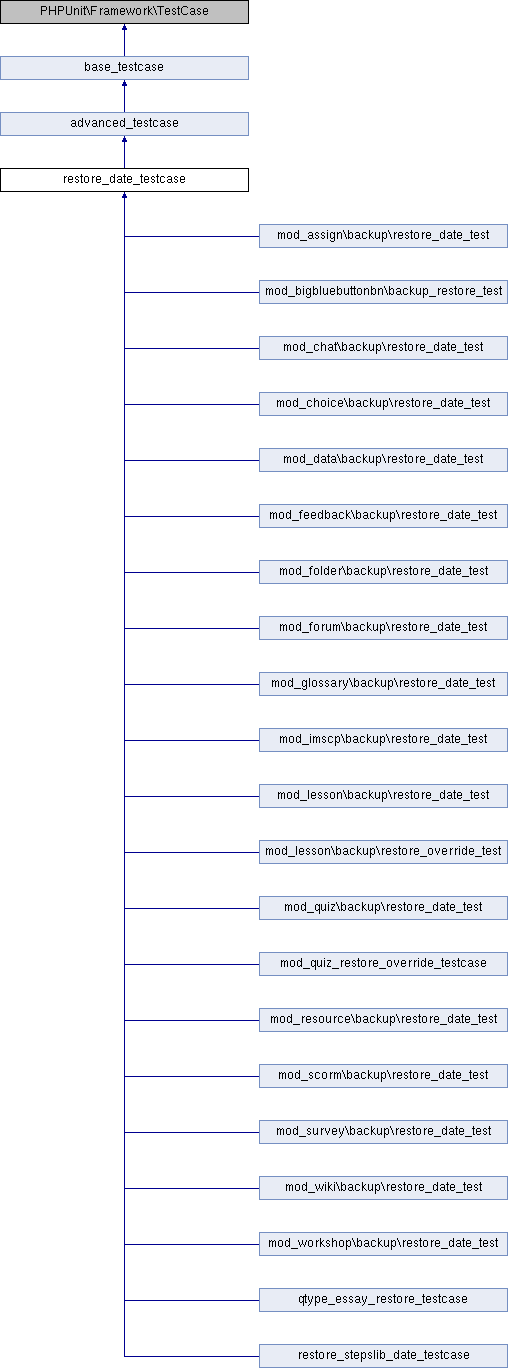 PHPUnit\Framework\TestCase
base_testcase
advanced_testcase
restore_date_testcase
mod_assign\backup\restore_date_test
mod_bigbluebuttonbn\backup_restore_test
mod_chat\backup\restore_date_test
mod_choice\backup\restore_date_test
mod_data\backup\restore_date_test
mod_feedback\backup\restore_date_test
mod_folder\backup\restore_date_test
mod_forum\backup\restore_date_test
mod_glossary\backup\restore_date_test
mod_imscp\backup\restore_date_test
mod_lesson\backup\restore_date_test
mod_lesson\backup\restore_override_test
mod_quiz\backup\restore_date_test
mod_quiz_restore_override_testcase
mod_resource\backup\restore_date_test
mod_scorm\backup\restore_date_test
mod_survey\backup\restore_date_test
mod_wiki\backup\restore_date_test
mod_workshop\backup\restore_date_test
qtype_essay_restore_testcase
restore_stepslib_date_testcase